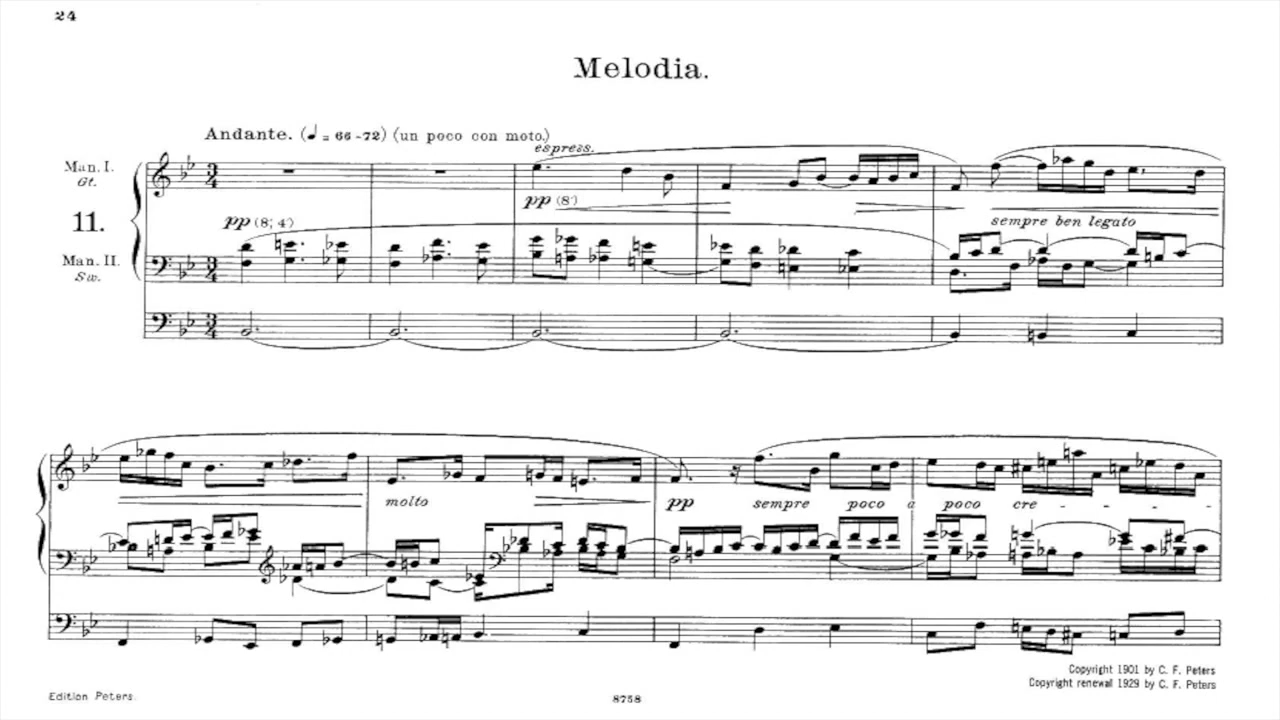 24
Melodia.
Andante. (♩ = 66-72) (un poco con moto.)
espress.
Man. I.
Gt.
pp (8')
11.
pp (8', 4')
sempre ben legato
Man. II.
Sw.
molto
pp sempre poco a poco cre - - - -
Copyright 1901 by C. F. Peters
Copyright renewal 1929 by C. F. Peters
Edition Peters.
8758